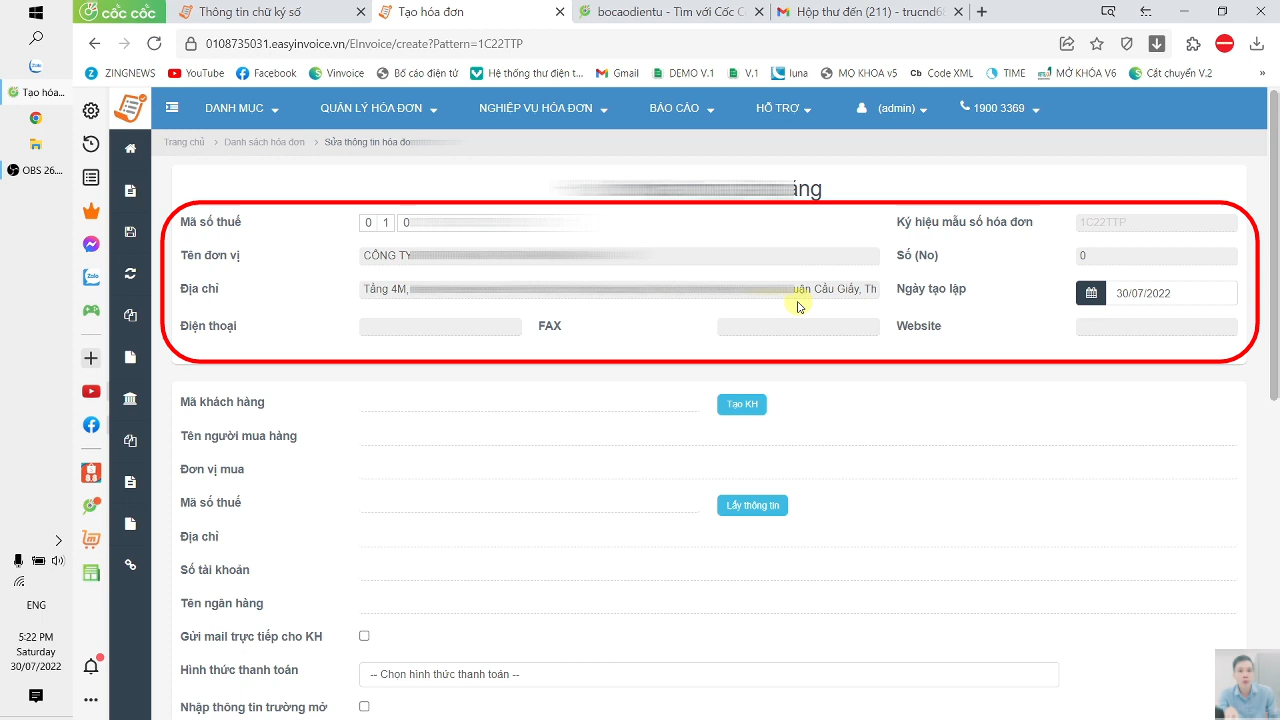 Thông tin chữ ký số
Tạo hóa đơn
bocaodientu - Tìm với Cốc C
Hộp thư đến (211) - trucnd68
cốc cốc
0108735031.easyinvoice.vn/EInvoice/create?Pattern=1C22TTP
ZINGNEWS
YouTube
Facebook
Vinvoice
Bố cáo điện tử
Hệ thống thư điện t...
Gmail
DEMO V.1
V.1
luna
MO KHOA v5
Code XML
TIME
MỞ KHÓA V6
Cắt chuyển V.2
Tạo hóa...
OBS 26....
DANH MỤC
QUẢN LÝ HÓA ĐƠN
NGHIỆP VỤ HÓA ĐƠN
BÁO CÁO
HỖ TRỢ
(admin)
1900 3369
Trang chủ > Danh sách hóa đơn > Sửa thông tin hóa đơ
àng
Mã số thuế 0 1 0
Ký hiệu mẫu số hóa đơn 1C22TTP
Tên đơn vị CÔNG TY
Số (No) 0
Địa chỉ Tầng 4M, uận Cầu Giấy, Th
Ngày tạo lập 30/07/2022
Điện thoại FAX Website
Mã khách hàng Tạo KH
Tên người mua hàng
Đơn vị mua
Mã số thuế Lấy thông tin
Địa chỉ
Số tài khoản
Tên ngân hàng
Gửi mail trực tiếp cho KH
Hình thức thanh toán -- Chọn hình thức thanh toán --
Nhập thông tin trường mở
ENG
5:22 PM
Saturday
30/07/2022